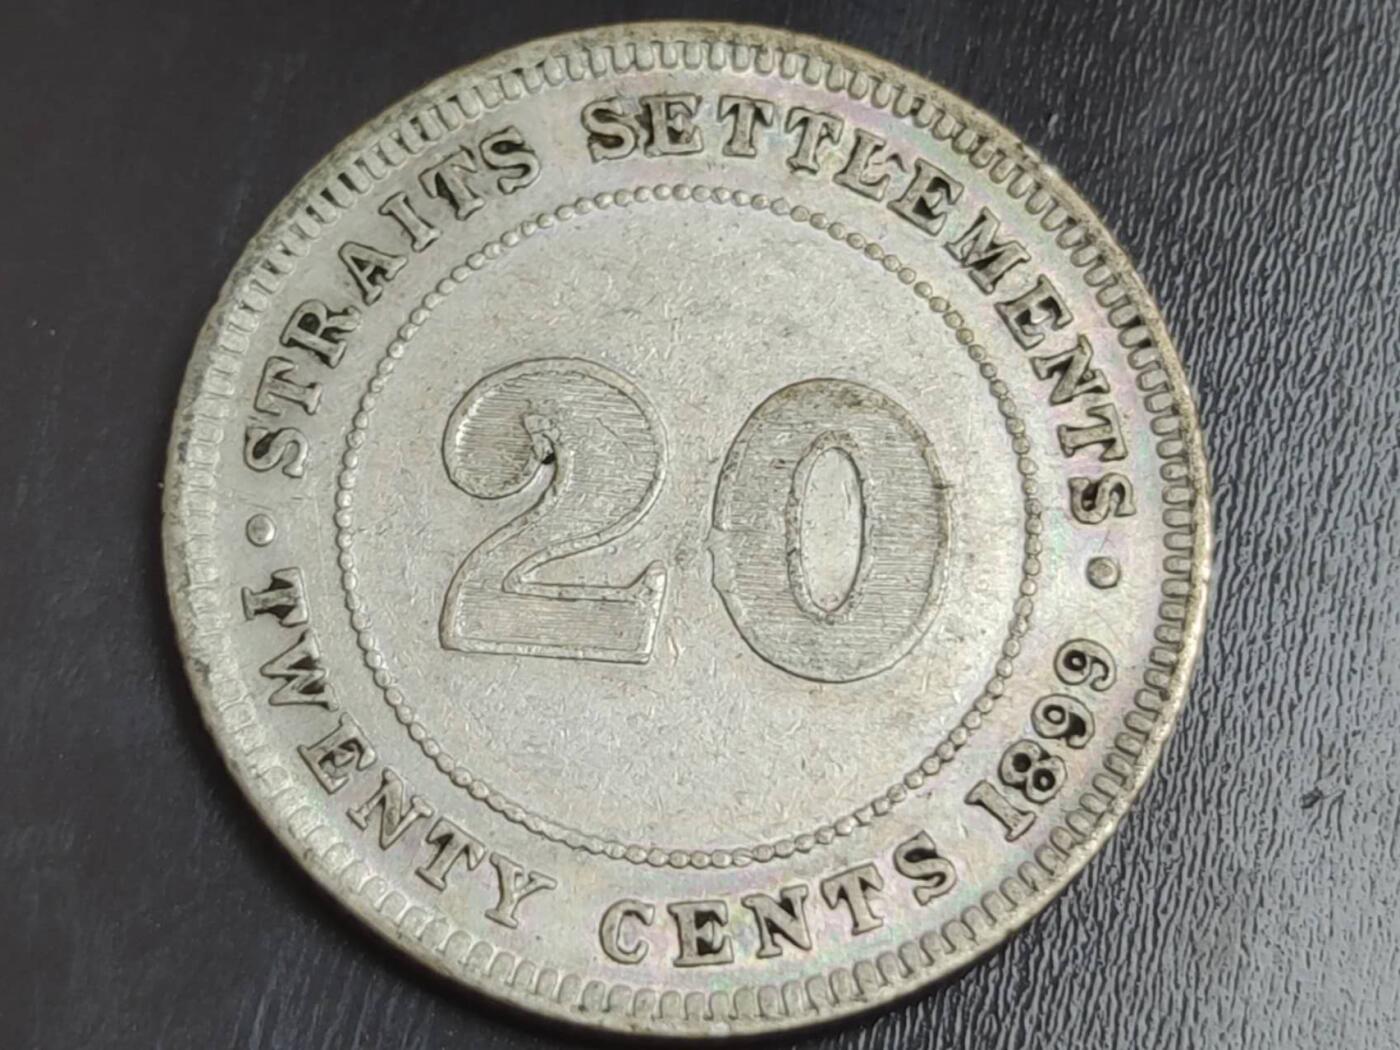 · STRAITS SETTLEMENTS ·
20
TWENTY CENTS 1899